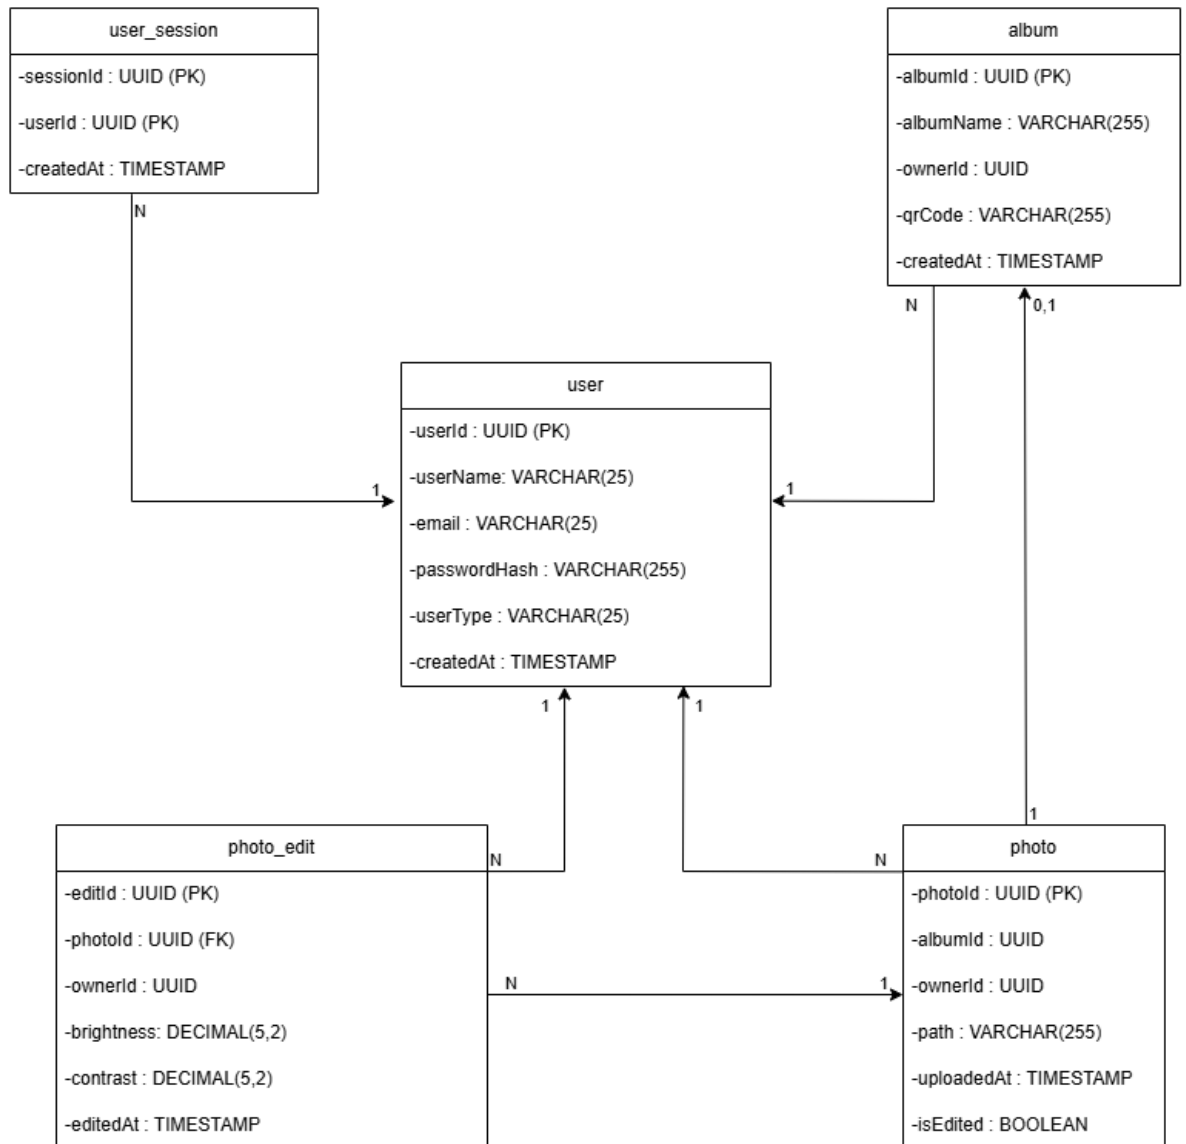 user_session
-sessionId : UUID (PK)
-userId : UUID (PK)
-createdAt : TIMESTAMP
N
1
album
-albumId : UUID (PK)
-albumName : VARCHAR(255)
-ownerId : UUID
-qrCode : VARCHAR(255)
-createdAt : TIMESTAMP
N
0,1
1
user
-userId : UUID (PK)
-userName: VARCHAR(25)
-email : VARCHAR(25)
-passwordHash : VARCHAR(255)
-userType : VARCHAR(25)
-createdAt : TIMESTAMP
1
1
photo_edit
-editId : UUID (PK)
-photoId : UUID (FK)
-ownerId : UUID
-brightness: DECIMAL(5,2)
-contrast : DECIMAL(5,2)
-editedAt : TIMESTAMP
N
N
N
1
1
photo
-photoId : UUID (PK)
-albumId : UUID
-ownerId : UUID
-path : VARCHAR(255)
-uploadedAt : TIMESTAMP
-isEdited : BOOLEAN